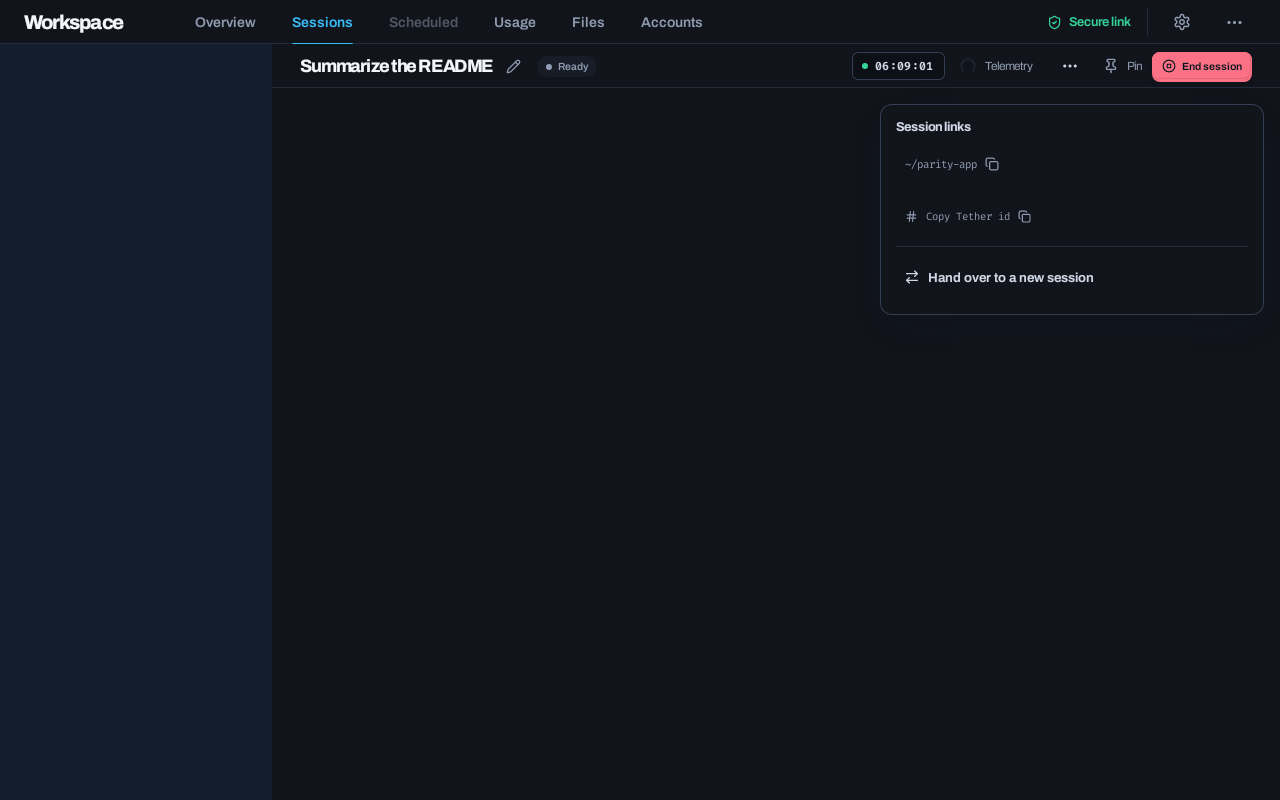 Workspace Overview Sessions Scheduled Usage Files Accounts Secure link
Summarize the README Ready 06:09:01 Telemetry Pin End session
Session links
~/parity-app
Copy Tether id
Hand over to a new session